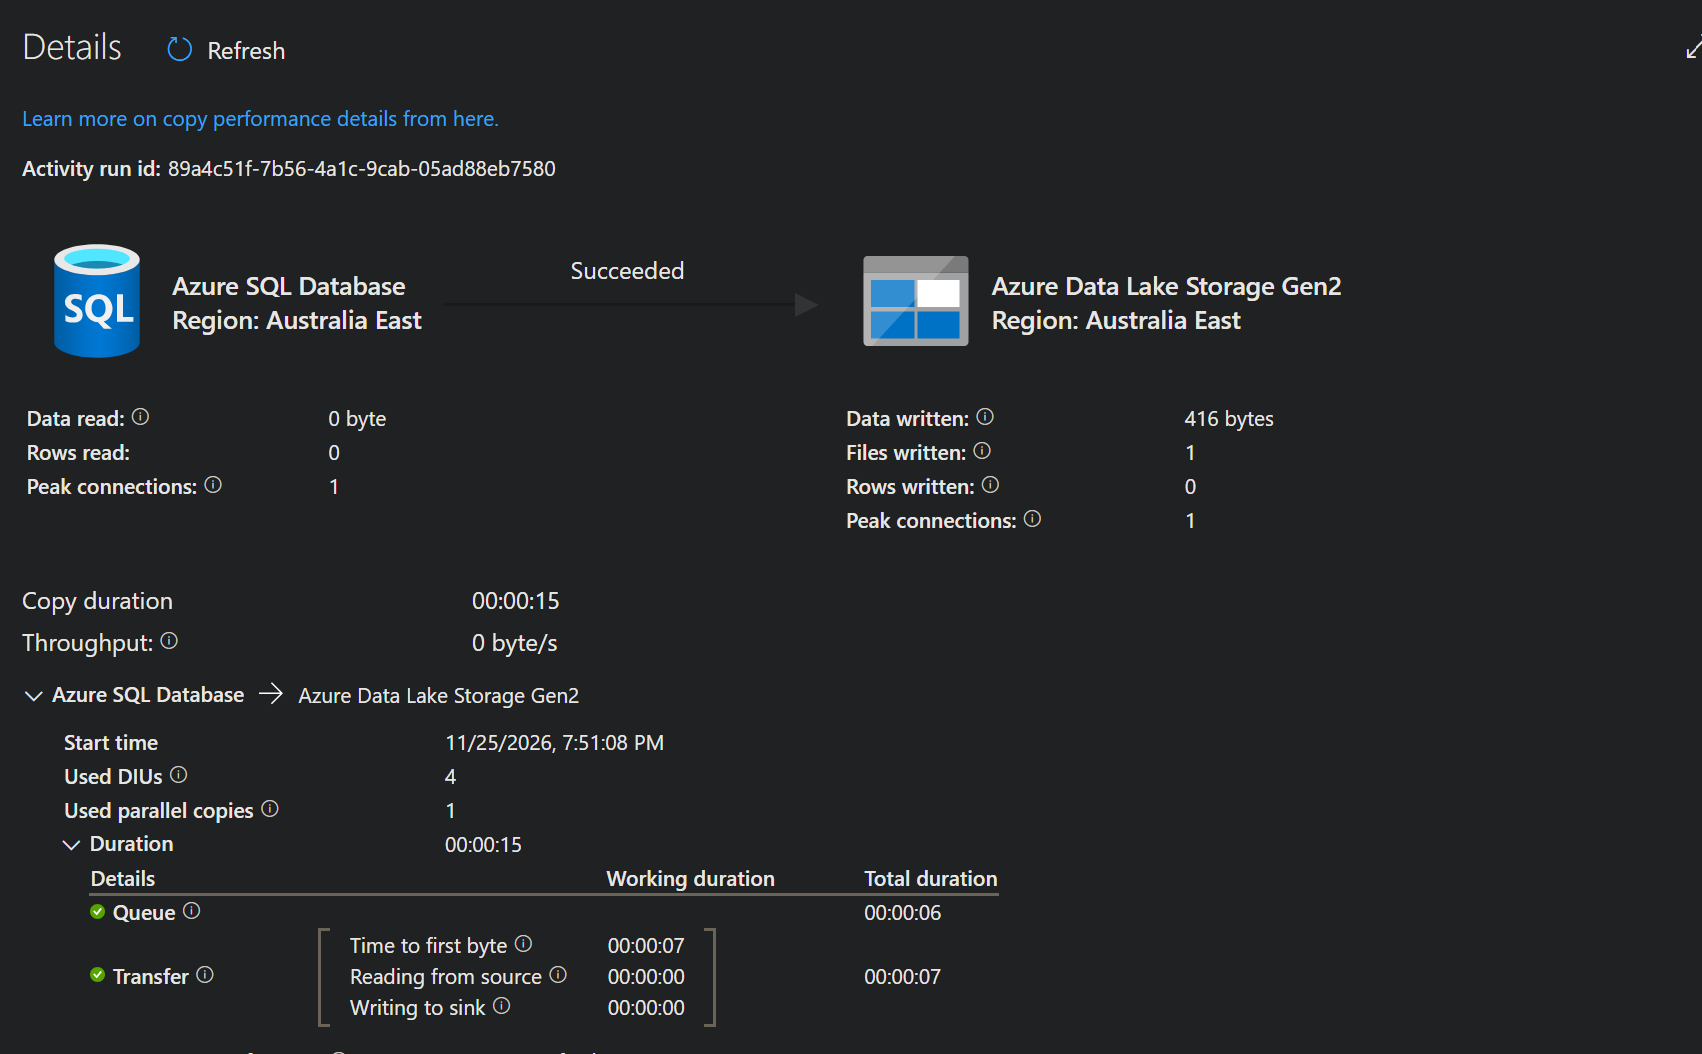 Details Refresh
Learn more on copy performance details from here.
Activity run id: 89a4c51f-7b56-4a1c-9cab-05ad88eb7580
Succeeded
SQL
Azure SQL Database
Region: Australia East
Azure Data Lake Storage Gen2
Region: Australia East
Data read: 0 byte
Rows read: 0
Peak connections: 1
Data written: 416 bytes
Files written: 1
Rows written: 0
Peak connections: 1
Copy duration 00:00:15
Throughput: 0 byte/s
Azure SQL Database → Azure Data Lake Storage Gen2
Start time 11/25/2026, 7:51:08 PM
Used DIUs 4
Used parallel copies 1
Duration 00:00:15
Details Working duration Total duration
Queue 00:00:06
Time to first byte 00:00:07
Transfer Reading from source 00:00:00 00:00:07
Writing to sink 00:00:00